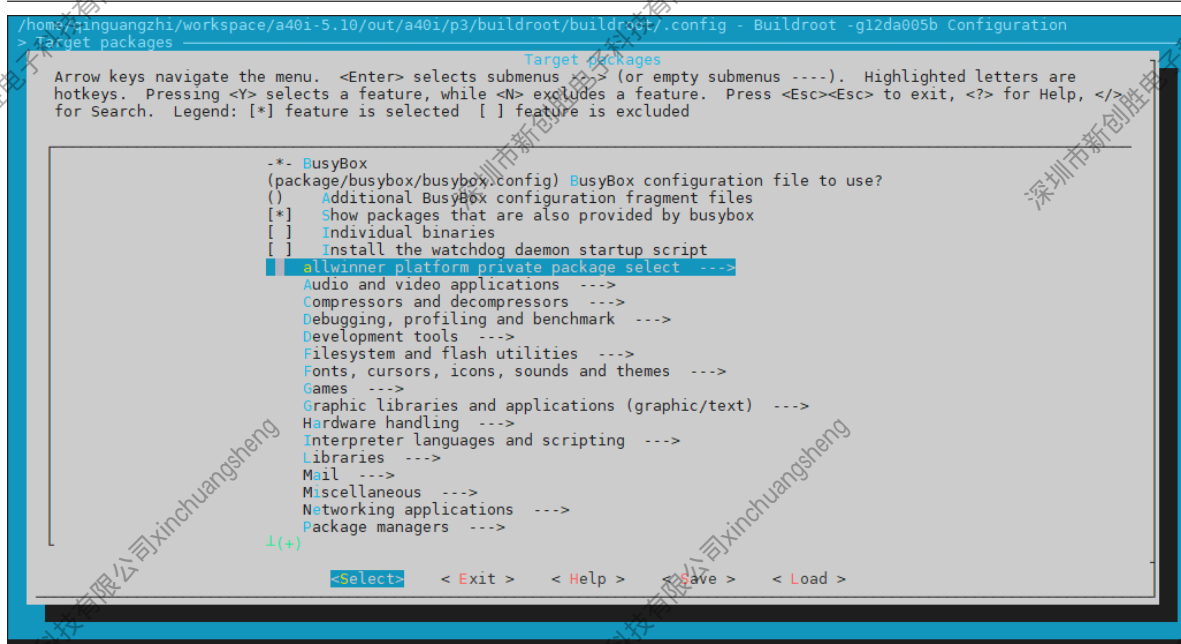 /home/qinguangzhi/workspace/a40i-5.10/out/a40i/p3/buildroot/buildroot/.config - Buildroot -g12da005b Configuration
> Target packages
Target packages
Arrow keys navigate the menu. <Enter> selects submenus ---> (or empty submenus ----). Highlighted letters are
hotkeys. Pressing <Y> selects a feature, while <N> excludes a feature. Press <Esc><Esc> to exit, <?> for Help, </>
for Search. Legend: [*] feature is selected [ ] feature is excluded
-*- BusyBox
(package/busybox/busybox.config) BusyBox configuration file to use?
() Additional BusyBox configuration fragment files
[*] Show packages that are also provided by busybox
[ ] Individual binaries
[ ] Install the watchdog daemon startup script
allwinner platform private package select --->
Audio and video applications --->
Compressors and decompressors --->
Debugging, profiling and benchmark --->
Development tools --->
Filesystem and flash utilities --->
Fonts, cursors, icons, sounds and themes --->
Games --->
Graphic libraries and applications (graphic/text) --->
Hardware handling --->
Interpreter languages and scripting --->
Libraries --->
Mail --->
Miscellaneous --->
Networking applications --->
Package managers --->
┴(+)
<Select> < Exit > < Help > < Save > < Load >
深圳市新创胜电子科技有限
深圳市新创胜
科技有限公司xinchuangsheng
科技有限公司xinchuangsheng